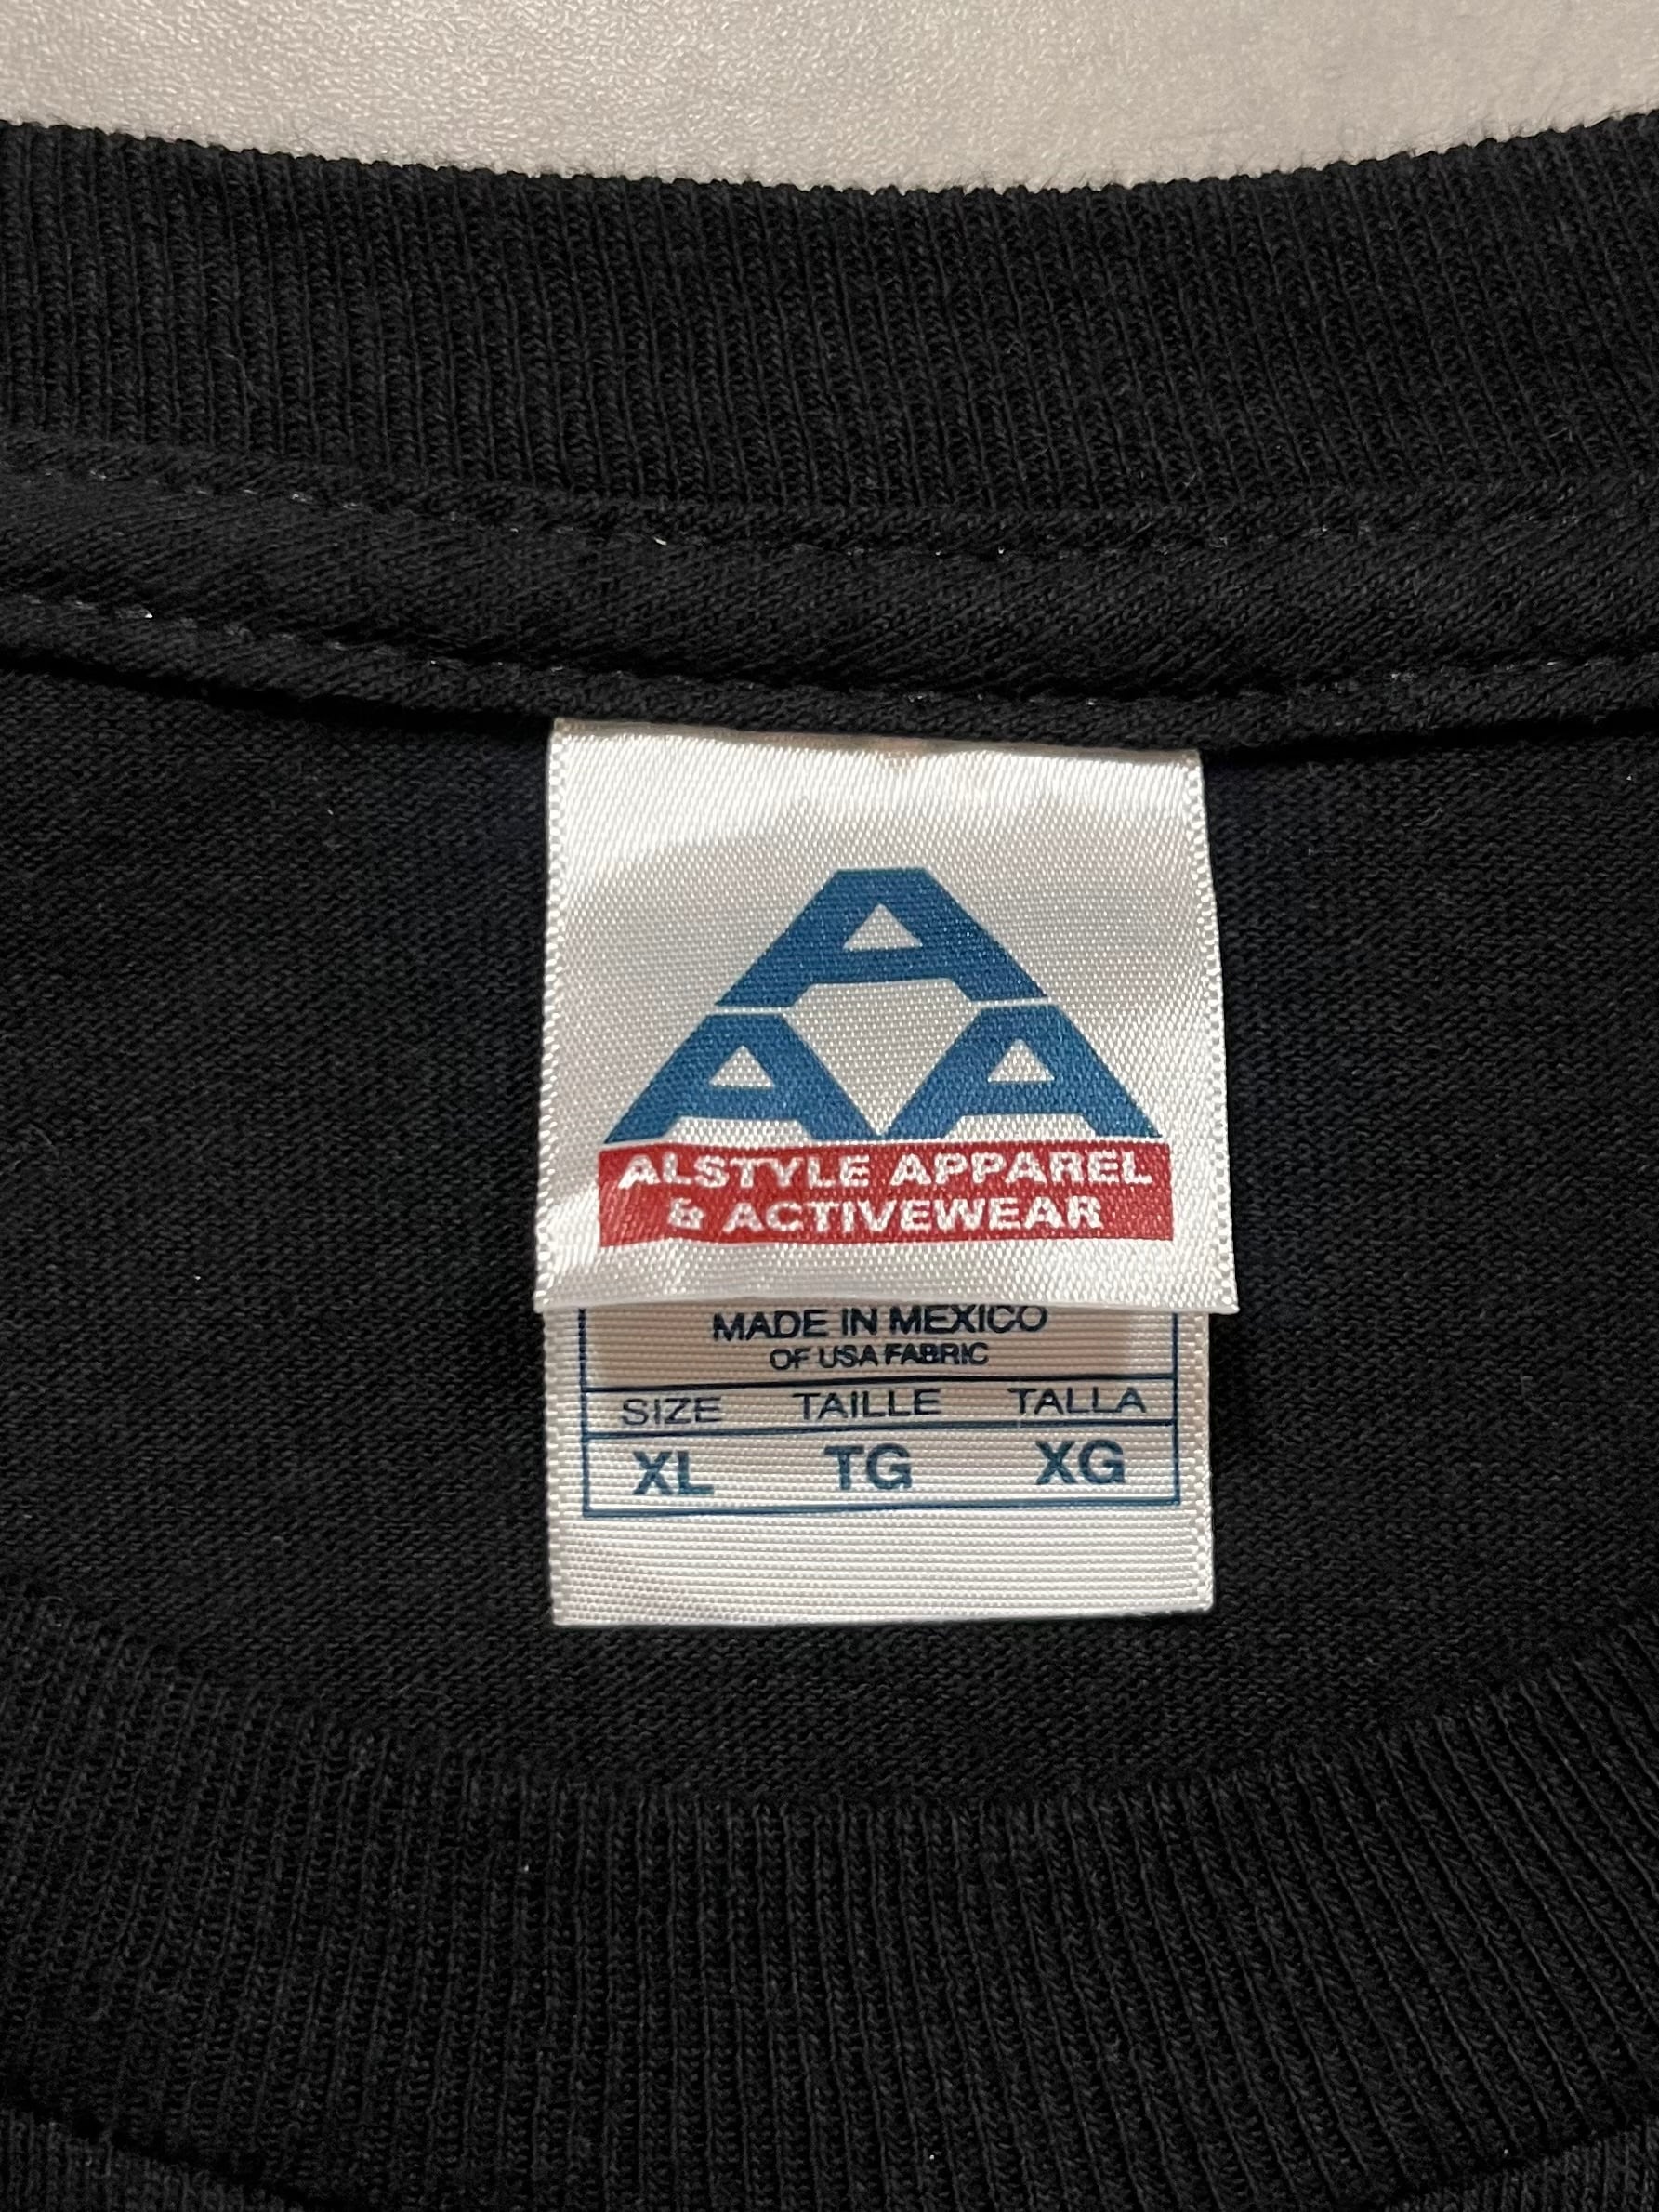 A
A A
ALSTYLE APPAREL
& ACTIVEWEAR
MADE IN MEXICO
OF USA FABRIC
SIZE TAILLE TALLA
XL TG XG